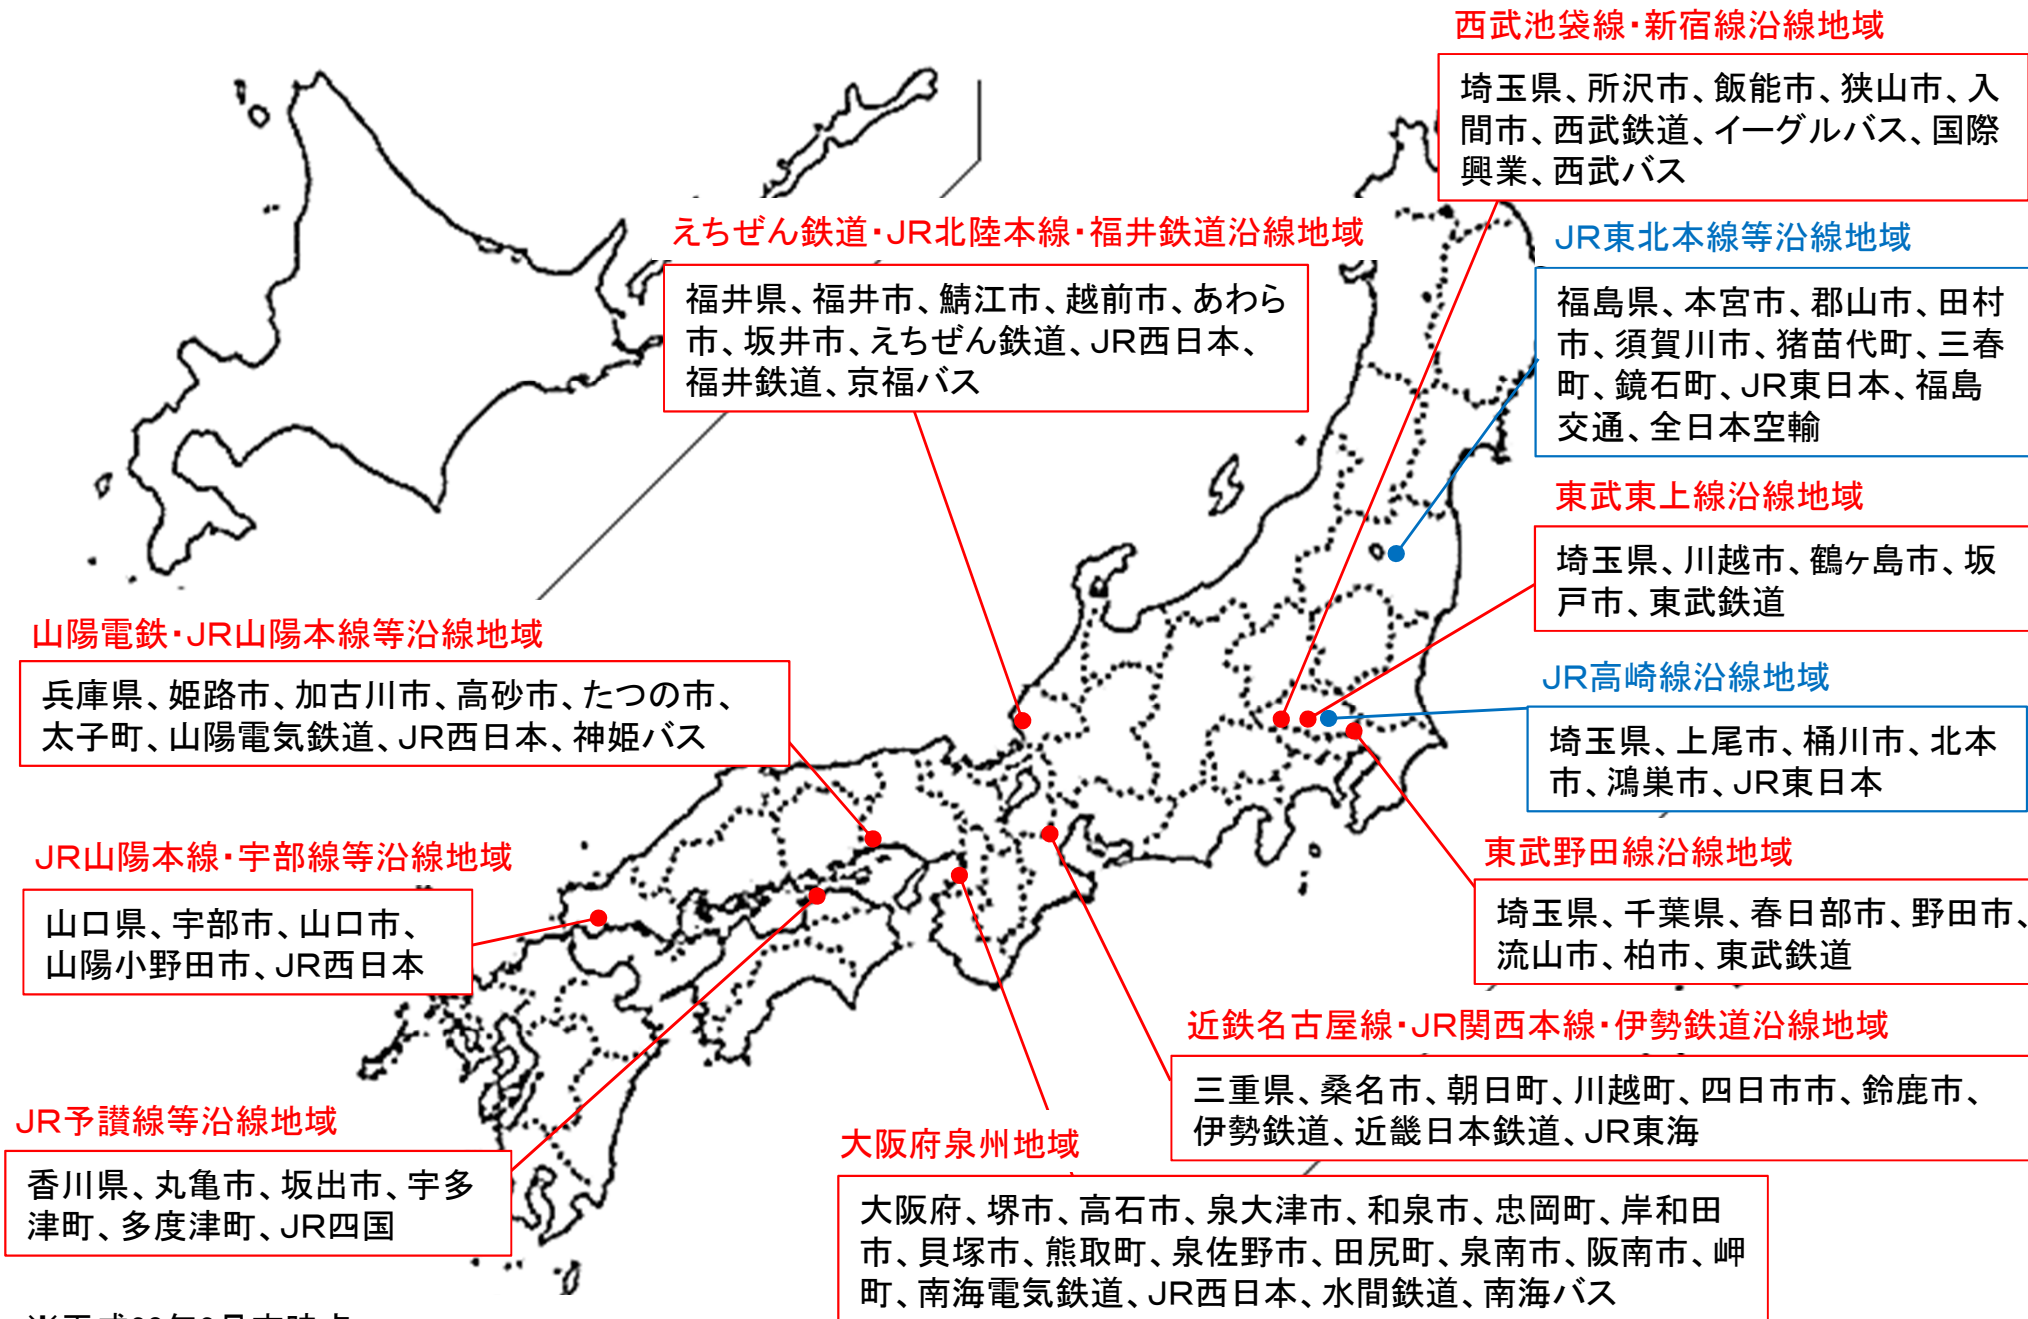 西武池袋線・新宿線沿線地域
埼玉県、所沢市、飯能市、狭山市、入
間市、西武鉄道、イーグルバス、国際
興業、西武バス
えちぜん鉄道・JR北陸本線・福井鉄道沿線地域
福井県、福井市、鯖江市、越前市、あわら
市、坂井市、えちぜん鉄道、JR西日本、
福井鉄道、京福バス
JR東北本線等沿線地域
福島県、本宮市、郡山市、田村
市、須賀川市、猪苗代町、三春
町、鏡石町、JR東日本、福島
交通、全日本空輸
東武東上線沿線地域
埼玉県、川越市、鶴ヶ島市、坂
戸市、東武鉄道
山陽電鉄・JR山陽本線等沿線地域
兵庫県、姫路市、加古川市、高砂市、たつの市、
太子町、山陽電気鉄道、JR西日本、神姫バス
JR高崎線沿線地域
埼玉県、上尾市、桶川市、北本
市、鴻巣市、JR東日本
JR山陽本線・宇部線等沿線地域
山口県、宇部市、山口市、
山陽小野田市、JR西日本
東武野田線沿線地域
埼玉県、千葉県、春日部市、野田市、
流山市、柏市、東武鉄道
近鉄名古屋線・JR関西本線・伊勢鉄道沿線地域
三重県、桑名市、朝日町、川越町、四日市市、鈴鹿市、
伊勢鉄道、近畿日本鉄道、JR東海
JR予讃線等沿線地域
香川県、丸亀市、坂出市、宇多
津町、多度津町、JR四国
大阪府泉州地域
大阪府、堺市、高石市、泉大津市、和泉市、忠岡町、岸和田
市、貝塚市、熊取町、泉佐野市、田尻町、泉南市、阪南市、岬
町、南海電気鉄道、JR西日本、水間鉄道、南海バス